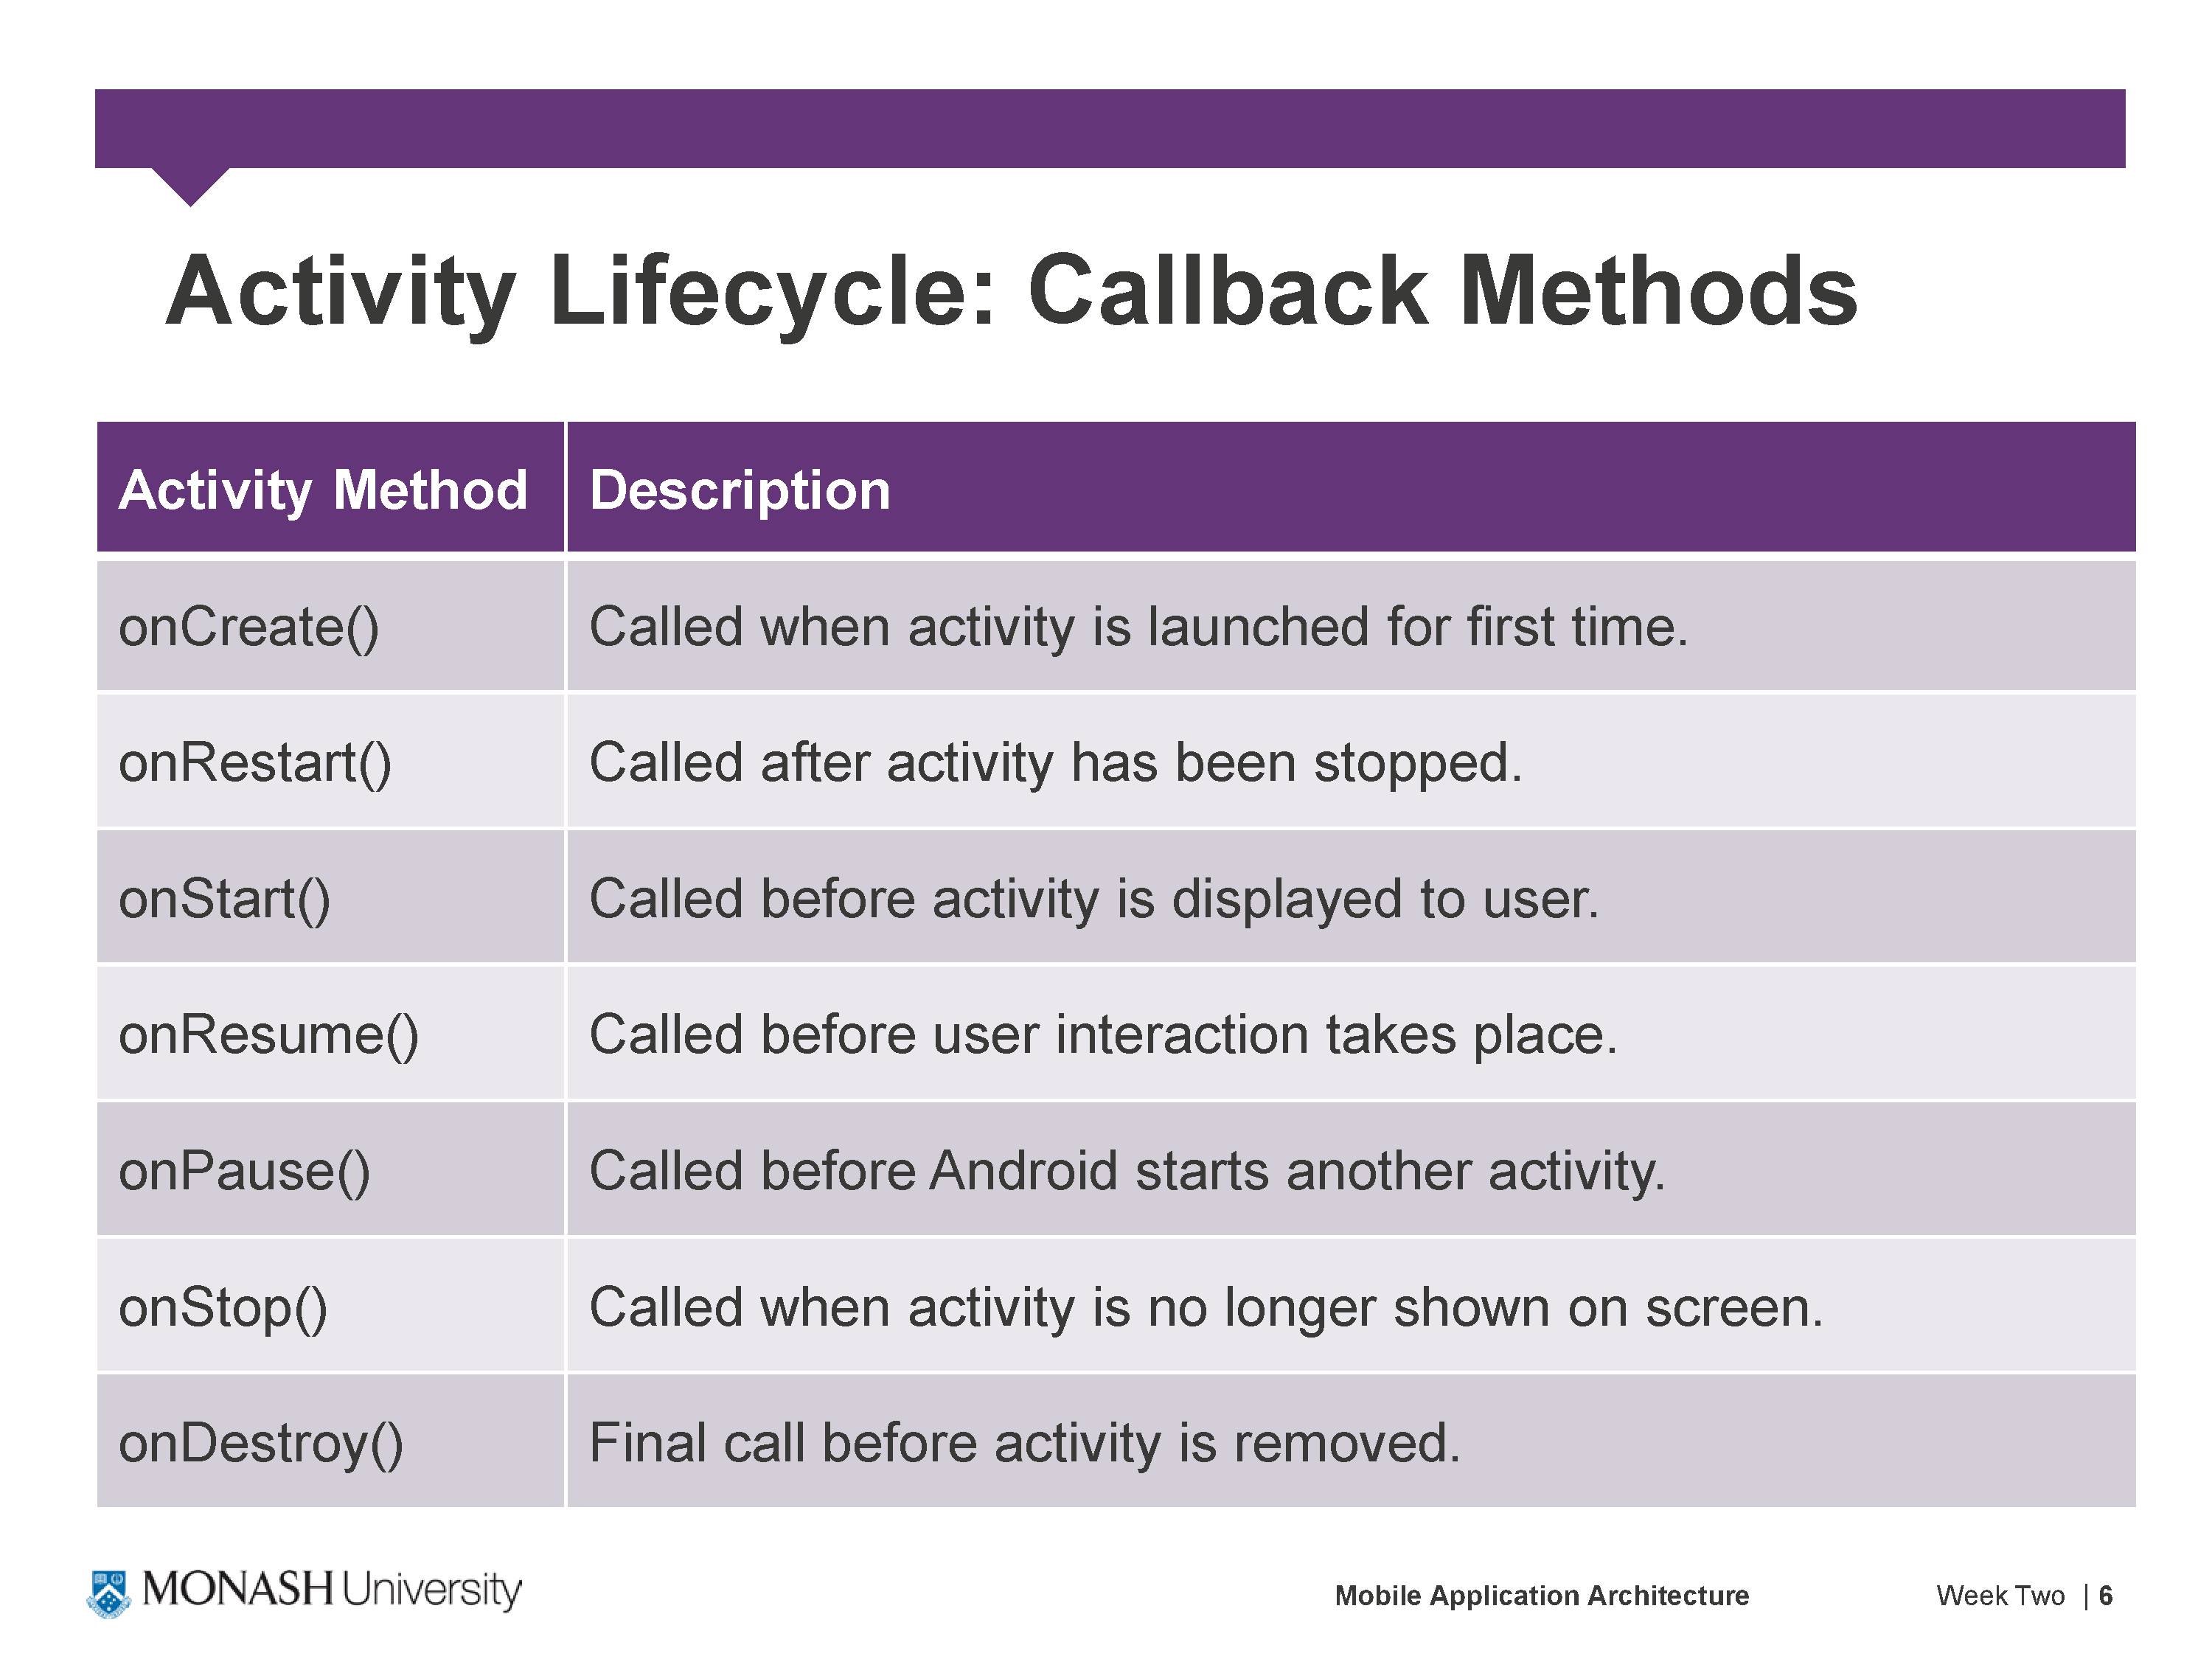 Activity Lifecycle: Callback Methods
Activity Method Description
onCreate() Called when activity is launched for first time.
onRestart() Called after activity has been stopped.
onStart() Called before activity is displayed to user.
onResume() Called before user interaction takes place.
onPause() Called before Android starts another activity.
onStop() Called when activity is no longer shown on screen.
onDestroy() Final call before activity is removed.
MONASH University Mobile Application Architecture Week Two | 6